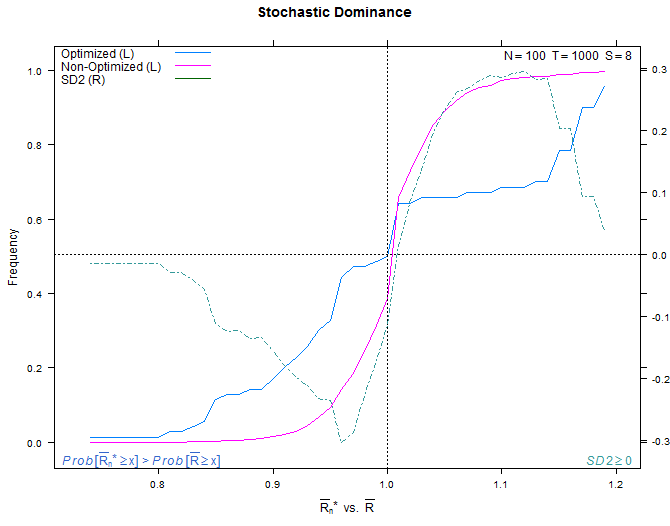 Stochastic Dominance
Optimized (L)
Non-Optimized (L)
SD2 (R)
N = 100 T = 1000 S = 8
1.0
0.8
0.6
0.4
0.2
0.0
Frequency
0.3
0.2
0.1
0.0
-0.1
-0.2
-0.3
Prob[R̅ₙ* ≥ x] > Prob[R̅ ≥ x]
SD2 ≥ 0
0.8 0.9 1.0 1.1 1.2
R̅ₙ* vs. R̅